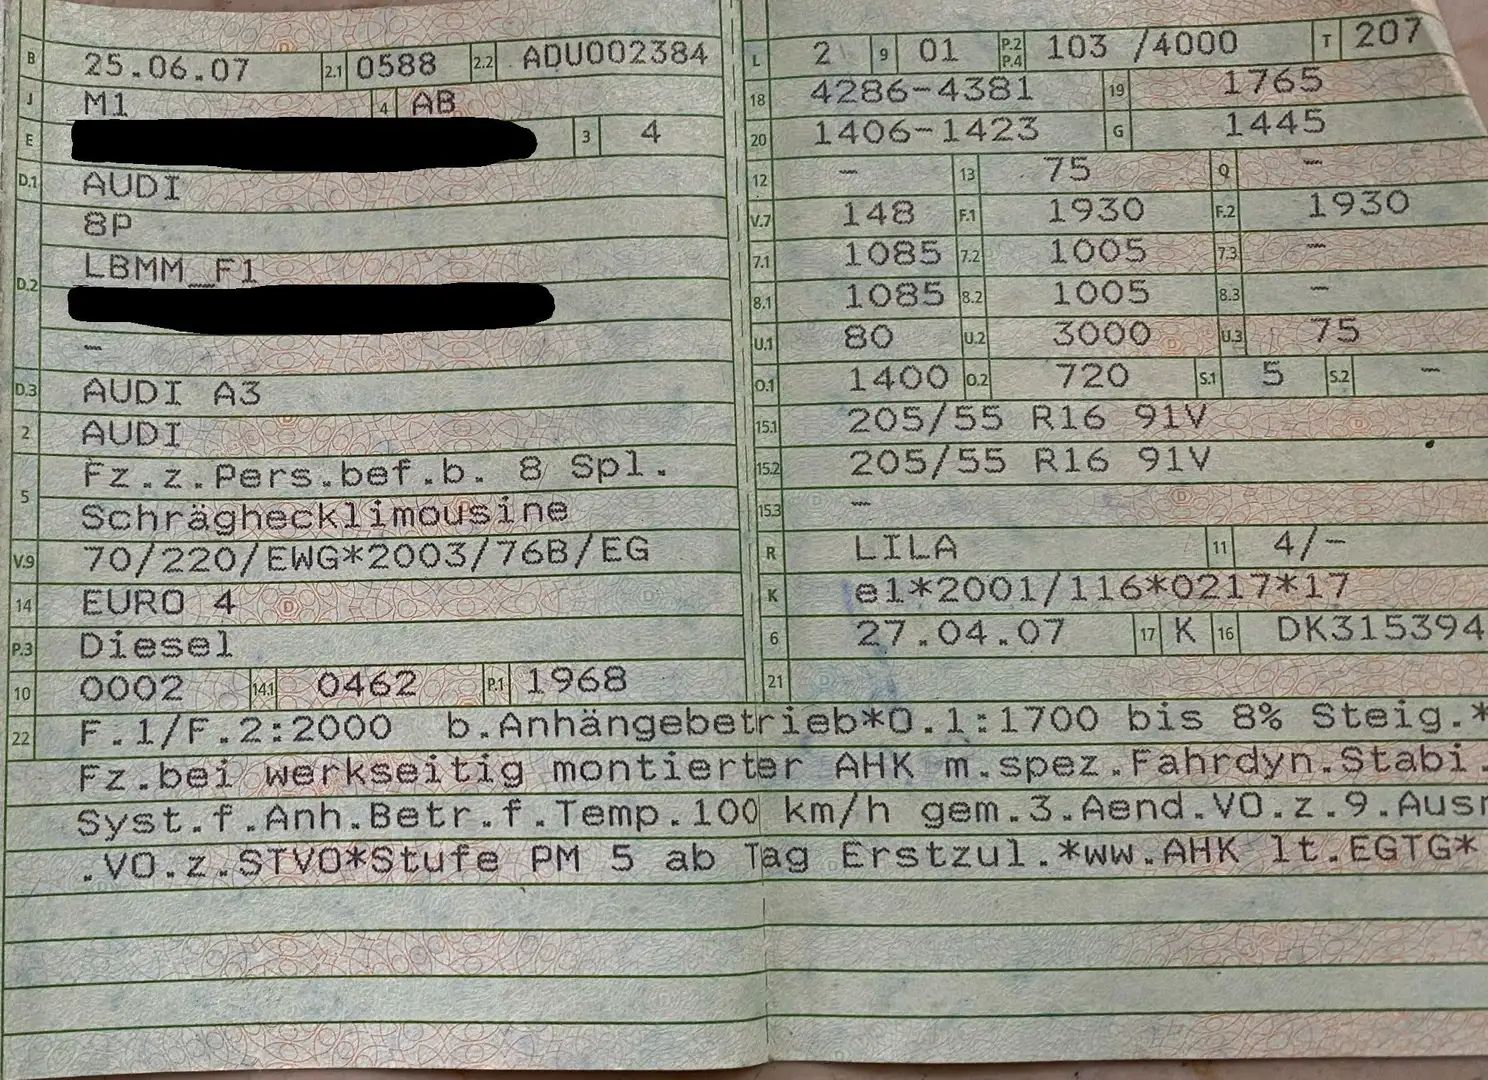 B 25.06.07 2.1 0588 2.2 ADU002384
J M1 4 AB
E 3 4
D.1 AUDI
8P
D.2 LBMM_F1
–
D.3 AUDI A3
2 AUDI
5 Fz.z.Pers.bef.b. 8 Spl.
Schräghecklimousine
V.9 70/220/EWG*2003/76B/EG
14 EURO 4
P.3 Diesel
10 0002 14.1 0462 P.1 1968
L 2 9 01 P.2 P.4 103 /4000 T 207
18 4286-4381 19 1765
20 1406-1423 G 1445
12 – 13 75 Q –
V.7 148 F.1 1930 F.2 1930
7.1 1085 7.2 1005 7.3 –
8.1 1085 8.2 1005 8.3 –
U.1 80 U.2 3000 U.3 75
O.1 1400 O.2 720 S.1 5 S.2 –
15.1 205/55 R16 91V
15.2 205/55 R16 91V
15.3 –
R LILA 11 4/-
K e1*2001/116*0217*17
6 27.04.07 17 K 16 DK315394
21
22 F.1/F.2:2000 b.Anhängebetrieb*O.1:1700 bis 8% Steig.*
Fz.bei werkseitig montierter AHK m.spez.Fahrdyn.Stabi.
Syst.f.Anh.Betr.f.Temp.100 km/h gem.3.Aend.VO.z.9.Ausn
.VO.z.STVO*Stufe PM 5 ab Tag Erstzul.*ww.AHK lt.EGTG*